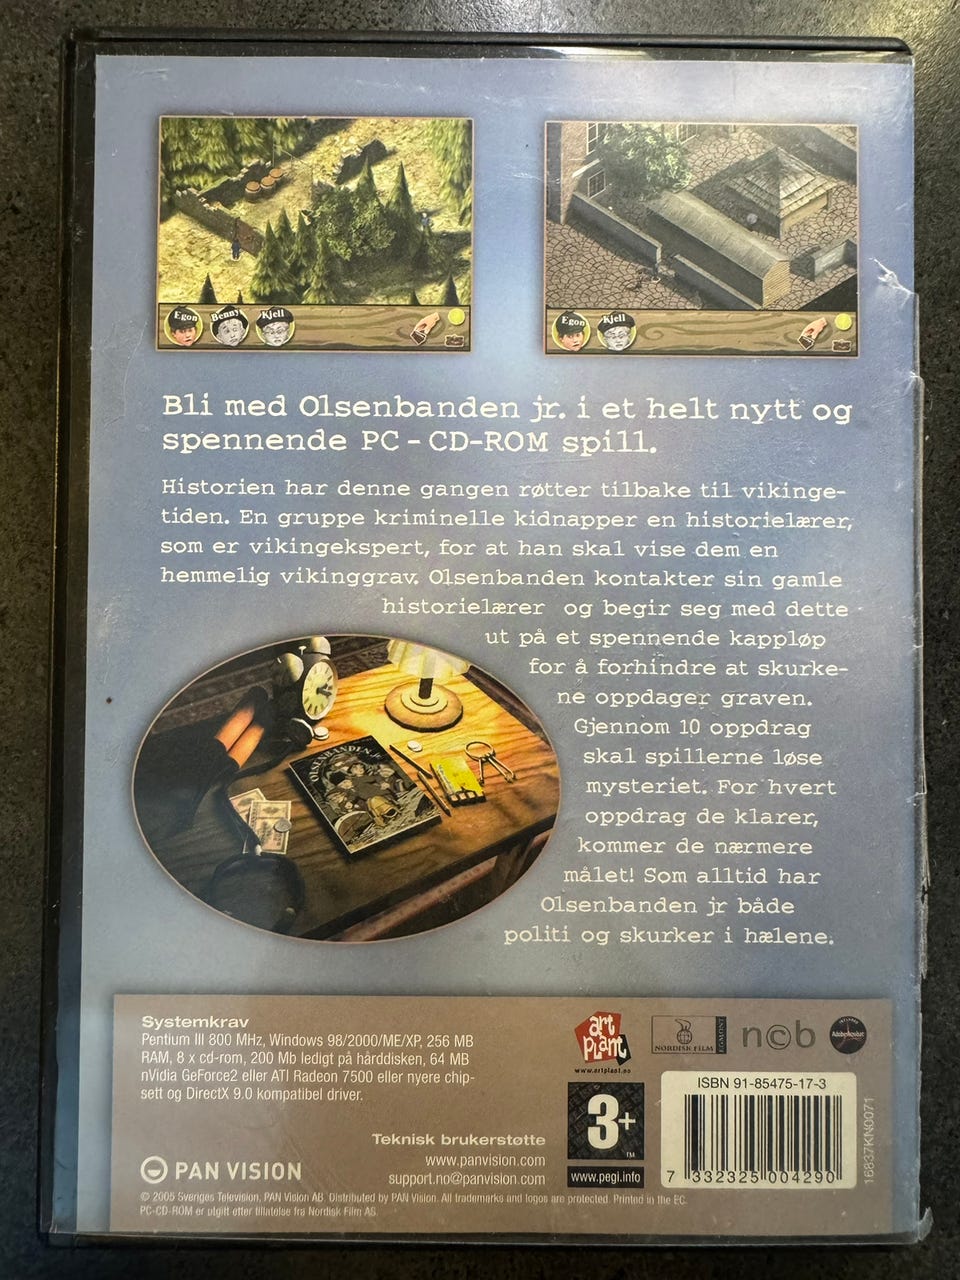 Egon Benny Kjell
Egon Kjell
Bli med Olsenbanden jr. i et helt nytt og
spennende PC - CD-ROM spill.
Historien har denne gangen røtter tilbake til vikinge-
tiden. En gruppe kriminelle kidnapper en historielærer,
som er vikingekspert, for at han skal vise dem en
hemmelig vikinggrav. Olsenbanden kontakter sin gamle
historielærer og begir seg med dette
ut på et spennende kappløp
for å forhindre at skurke-
ne oppdager graven.
Gjennom 10 oppdrag
skal spillerne løse
mysteriet. For hvert
oppdrag de klarer,
kommer de nærmere
målet! Som alltid har
Olsenbanden jr både
politi og skurker i hælene.
OLSENBANDEN Jr.
Systemkrav
Pentium III 800 MHz, Windows 98/2000/ME/XP, 256 MB
RAM, 8 x cd-rom, 200 Mb ledigt på hårddisken, 64 MB
nVidia GeForce2 eller ATI Radeon 7500 eller nyere chip-
sett og DirectX 9.0 kompatibel driver.
Teknisk brukerstøtte
www.panvision.com
support.no@panvision.com
PAN VISION
© 2005 Sveriges Television, PAN Vision AB. Distributed by PAN Vision. All trademarks and logos are protected. Printed in the EC.
PC-CD-ROM er utgitt efter tillatelse fra Nordisk Film AS.
art plant
www.artplant.no
NORDISK FILM
EGMONT
n©b
3+
TM
www.pegi.info
ISBN 91-85475-17-3
7 332325 004290
16837KN0071